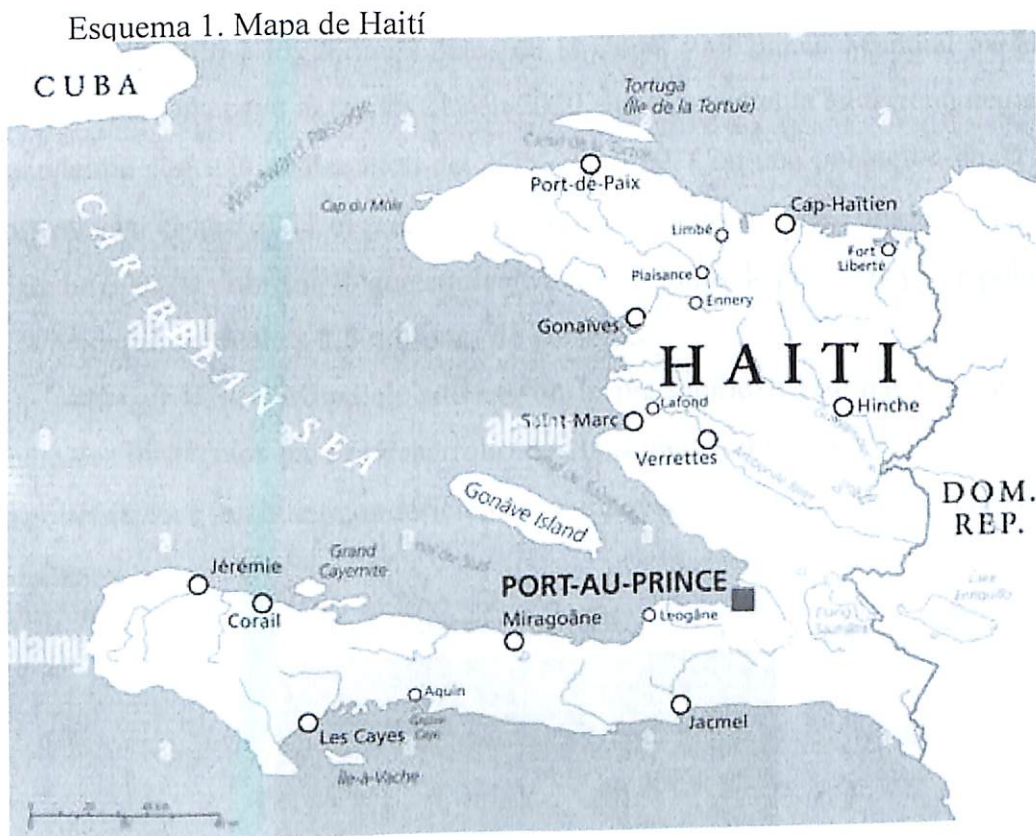 Esquema 1. Mapa de Haití
CUBA
Tortuga
(Île de la Tortue)
Windward Passage
Port-de-Paix
Cap du Môle
Cap-Haïtien
Limbé
Fort
Liberté
Plaisance
Ennery
CARIBBEAN SEA
alamy
Gonaïves
HAITI
Lafond
Hinche
Saint-Marc
alamy
Verrettes
DOM.
REP.
Gonâve Island
Grand
Cayemite
Jérémie
PORT-AU-PRINCE
Corail
Miragoâne
Leogâne
alamy
Aquin
Les Cayes
Jacmel
Île-à-Vache